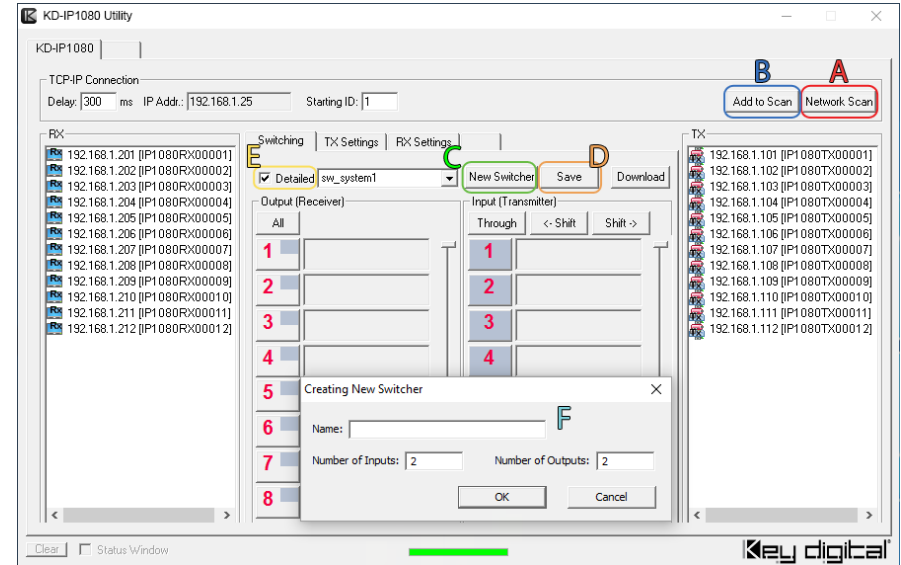 KD-IP1080 Utility
KD-IP1080
TCP-IP Connection
Delay: 300 ms IP Addr.: 192.168.1.25 Starting ID: 1
B A
Add to Scan Network Scan
RX
192.168.1.201 [IP1080RX00001]
192.168.1.202 [IP1080RX00002]
192.168.1.203 [IP1080RX00003]
192.168.1.204 [IP1080RX00004]
192.168.1.205 [IP1080RX00005]
192.168.1.206 [IP1080RX00006]
192.168.1.207 [IP1080RX00007]
192.168.1.208 [IP1080RX00008]
192.168.1.209 [IP1080RX00009]
192.168.1.210 [IP1080RX00010]
192.168.1.211 [IP1080RX00011]
192.168.1.212 [IP1080RX00012]
Switching TX Settings RX Settings
E C D
Detailed sw_system1 New Switcher Save Download
Output (Receiver)
All
1
2
3
4
5
6
7
8
Input (Transmitter)
Through <- Shift Shift ->
1
2
3
4
TX
192.168.1.101 [IP1080TX00001]
192.168.1.102 [IP1080TX00002]
192.168.1.103 [IP1080TX00003]
192.168.1.104 [IP1080TX00004]
192.168.1.105 [IP1080TX00005]
192.168.1.106 [IP1080TX00006]
192.168.1.107 [IP1080TX00007]
192.168.1.108 [IP1080TX00008]
192.168.1.109 [IP1080TX00009]
192.168.1.110 [IP1080TX00010]
192.168.1.111 [IP1080TX00011]
192.168.1.112 [IP1080TX00012]
Creating New Switcher
F
Name:
Number of Inputs: 2 Number of Outputs: 2
OK Cancel
Clear Status Window
Key digital